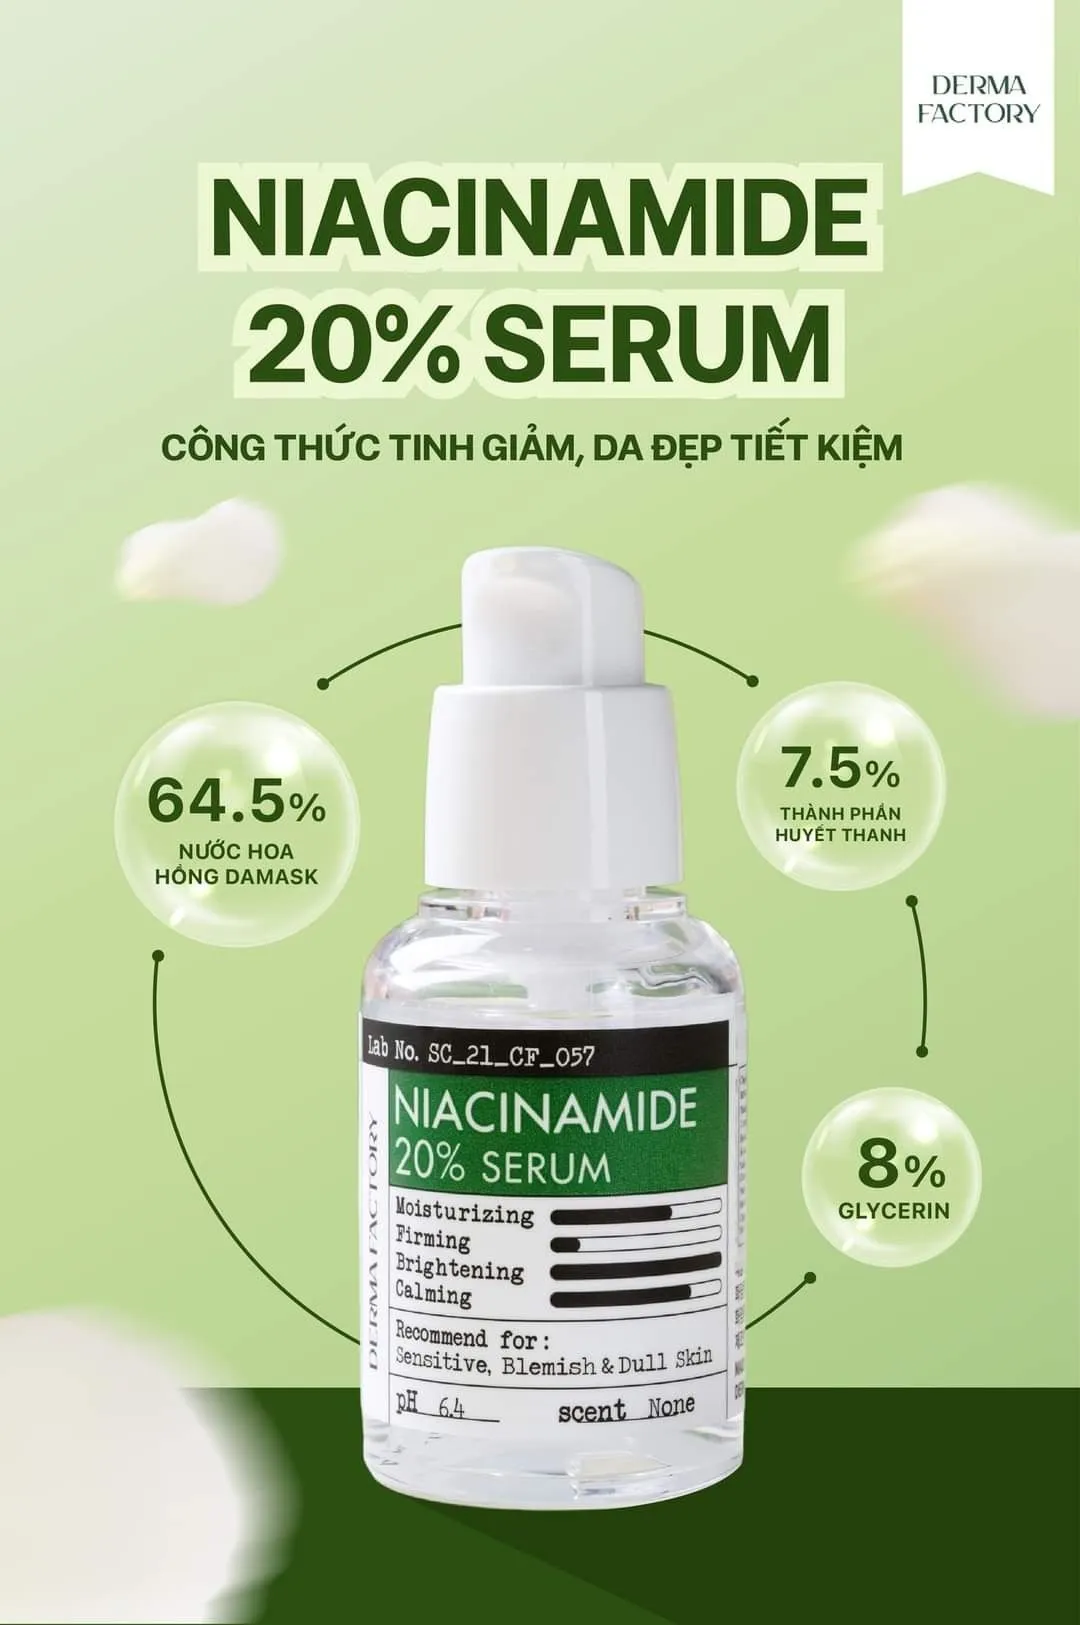 DERMA
FACTORY
NIACINAMIDE
20% SERUM
CÔNG THỨC TINH GIẢM, DA ĐẸP TIẾT KIỆM
64.5%
NƯỚC HOA
HỒNG DAMASK
7.5%
THÀNH PHẦN
HUYẾT THANH
8%
GLYCERIN
Lab No. SC_21_CF_057
DERMA FACTORY
NIACINAMIDE
20% SERUM
Moisturizing
Firming
Brightening
Calming
Recommend for:
Sensitive, Blemish & Dull Skin
pH 6.4 scent None